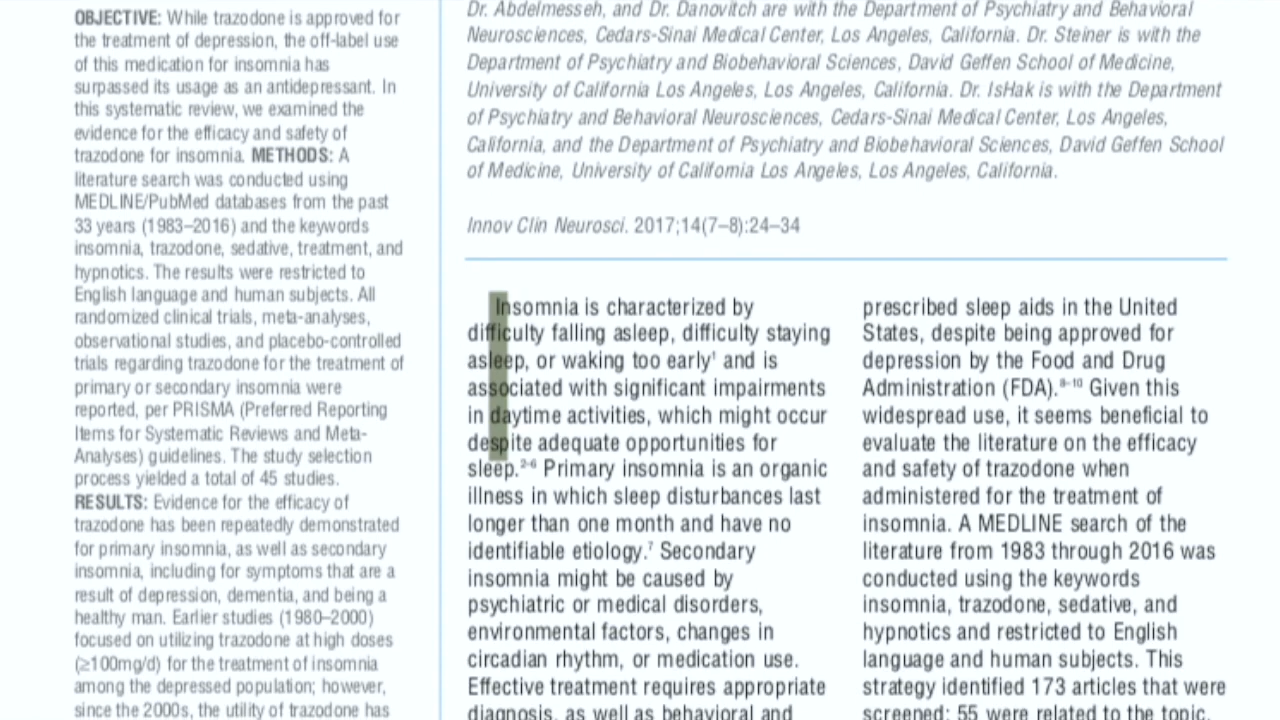 OBJECTIVE: While trazodone is approved for
the treatment of depression, the off-label use
of this medication for insomnia has
surpassed its usage as an antidepressant. In
this systematic review, we examined the
evidence for the efficacy and safety of
trazodone for insomnia. METHODS: A
literature search was conducted using
MEDLINE/PubMed databases from the past
33 years (1983–2016) and the keywords
insomnia, trazodone, sedative, treatment, and
hypnotics. The results were restricted to
English language and human subjects. All
randomized clinical trials, meta-analyses,
observational studies, and placebo-controlled
trials regarding trazodone for the treatment of
primary or secondary insomnia were
reported, per PRISMA (Preferred Reporting
Items for Systematic Reviews and Meta-
Analyses) guidelines. The study selection
process yielded a total of 45 studies.
RESULTS: Evidence for the efficacy of
trazodone has been repeatedly demonstrated
for primary insomnia, as well as secondary
insomnia, including for symptoms that are a
result of depression, dementia, and being a
healthy man. Earlier studies (1980–2000)
focused on utilizing trazodone at high doses
(≥100mg/d) for the treatment of insomnia
among the depressed population; however,
since the 2000s, the utility of trazodone has
Dr. Abdelmesseh, and Dr. Danovitch are with the Department of Psychiatry and Behavioral
Neurosciences, Cedars-Sinai Medical Center, Los Angeles, California. Dr. Steiner is with the
Department of Psychiatry and Biobehavioral Sciences, David Geffen School of Medicine,
University of California Los Angeles, Los Angeles, California. Dr. IsHak is with the Department
of Psychiatry and Behavioral Neurosciences, Cedars-Sinai Medical Center, Los Angeles,
California, and the Department of Psychiatry and Biobehavioral Sciences, David Geffen School
of Medicine, University of California Los Angeles, Los Angeles, California.
Innov Clin Neurosci. 2017;14(7–8):24–34
Insomnia is characterized by
difficulty falling asleep, difficulty staying
asleep, or waking too early¹ and is
associated with significant impairments
in daytime activities, which might occur
despite adequate opportunities for
sleep.²⁻⁶ Primary insomnia is an organic
illness in which sleep disturbances last
longer than one month and have no
identifiable etiology.⁷ Secondary
insomnia might be caused by
psychiatric or medical disorders,
environmental factors, changes in
circadian rhythm, or medication use.
Effective treatment requires appropriate
diagnosis, as well as behavioral and
prescribed sleep aids in the United
States, despite being approved for
depression by the Food and Drug
Administration (FDA).⁸⁻¹⁰ Given this
widespread use, it seems beneficial to
evaluate the literature on the efficacy
and safety of trazodone when
administered for the treatment of
insomnia. A MEDLINE search of the
literature from 1983 through 2016 was
conducted using the keywords
insomnia, trazodone, sedative, and
hypnotics and restricted to English
language and human subjects. This
strategy identified 173 articles that were
screened; 55 were related to the topic.